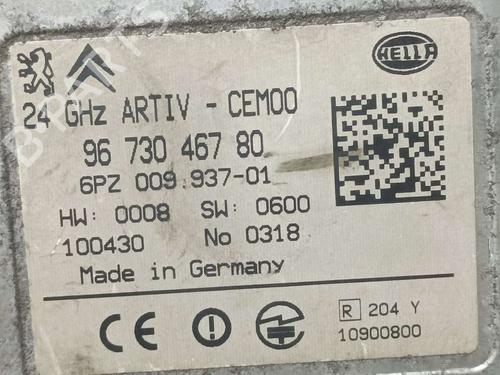 HELLA
24 GHz ARTIV - CEM00
96 730 467 80
6PZ 009.937-01
HW: 0008 SW: 0600
100430 No 0318
Made in Germany
CE
R 204 Y
10900800